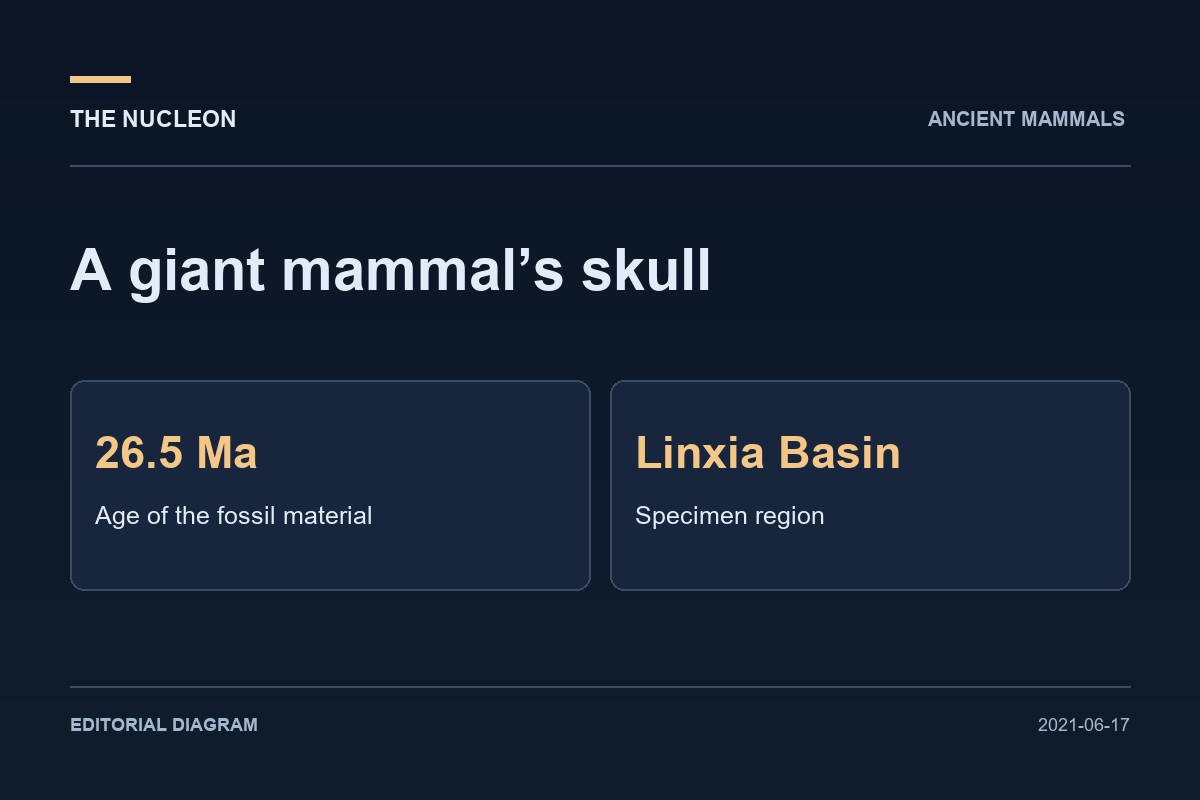 THE NUCLEON
ANCIENT MAMMALS
A giant mammal’s skull
26.5 Ma
Age of the fossil material
Linxia Basin
Specimen region
EDITORIAL DIAGRAM
2021-06-17